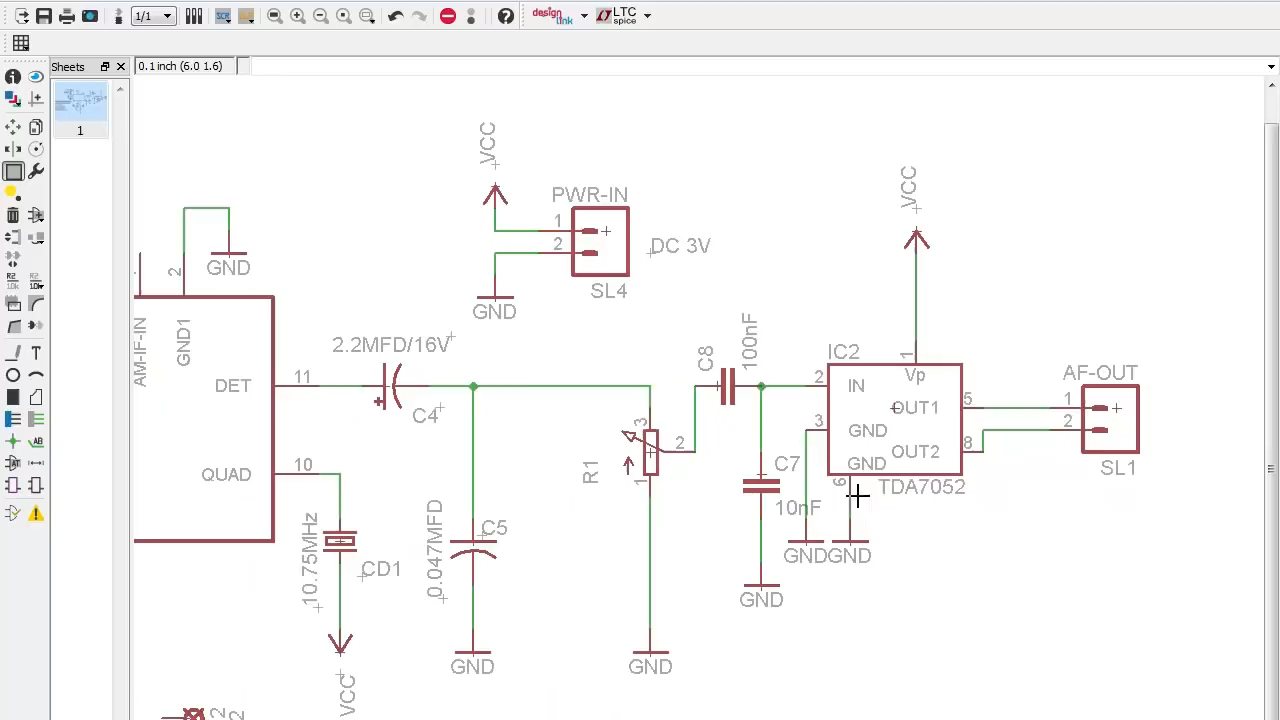 1/1
design link
LTC spice
Sheets
0.1 inch (6.0 1.6)
1
VCC
PWR-IN
1
2
DC 3V
SL4
GND
VCC
2
GND
AM-IF-IN
GND1
DET
11
2.2MFD/16V
C4
QUAD
10
10.75MHz
CD1
VCC
0.047MFD
C5
GND
R1
3
2
1
GND
C8
100nF
C7
10nF
GND
IC2
1
Vp
2
IN
OUT1
5
3
GND
OUT2
8
GND
6
TDA7052
GND
GND
AF-OUT
1
2
SL1
2
2